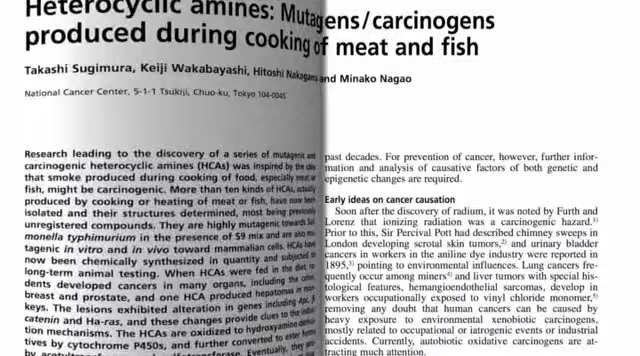 Heterocyclic amines: Mutagens/carcinogens
produced during cooking of meat and fish
Takashi Sugimura, Keiji Wakabayashi, Hitoshi Nakagama and Minako Nagao
National Cancer Center, 5-1-1 Tsukiji, Chuo-ku, Tokyo 104-0045
Research leading to the discovery of a series of mutagenic and
carcinogenic heterocyclic amines (HCAs) was inspired by the idea
that smoke produced during cooking of food, especially meat or
fish, might be carcinogenic. More than ten kinds of HCAs, actually
produced by cooking or heating of meat or fish, have now been
isolated and their structures determined, most being previously
unregistered compounds. They are highly mutagenic towards Sal-
monella typhimurium in the presence of S9 mix and are also mu-
tagenic in vitro and in vivo toward mammalian cells. HCAs have
now been chemically synthesized in quantity and subjected to
long-term animal testing. When HCAs were fed in the diet, ro-
dents developed cancers in many organs, including the colon,
breast and prostate, and one HCA produced hepatomas in mon-
keys. The lesions exhibited alteration in genes including Apc, β-
catenin and Ha-ras, and these changes provide clues to the induc-
tion mechanisms. The HCAs are oxidized to hydroxyamino deriva-
tives by cytochrome P450s, and further converted to ester forms
by Eventually, they
past decades. For prevention of cancer, however, further infor-
mation and analysis of causative factors of both genetic and
epigenetic changes are required.
Early ideas on cancer causation
Soon after the discovery of radium, it was noted by Furth and
Lorenz that ionizing radiation was a carcinogenic hazard.1)
Prior to this, Sir Percival Pott had described chimney sweeps in
London developing scrotal skin tumors,2) and urinary bladder
cancers in workers in the aniline dye industry were reported in
1895,3) pointing to environmental influences. Lung cancers fre-
quently occur among miners4) and liver tumors with special his-
tological features, hemangioendothelial sarcomas, develop in
workers occupationally exposed to vinyl chloride monomer,5)
removing any doubt that human cancers can be caused by
heavy exposure to environmental xenobiotic carcinogens,
mostly related to occupational or iatrogenic events or industrial
accidents. Currently, autobiotic oxidative carcinogens are at-
tracting much attention.